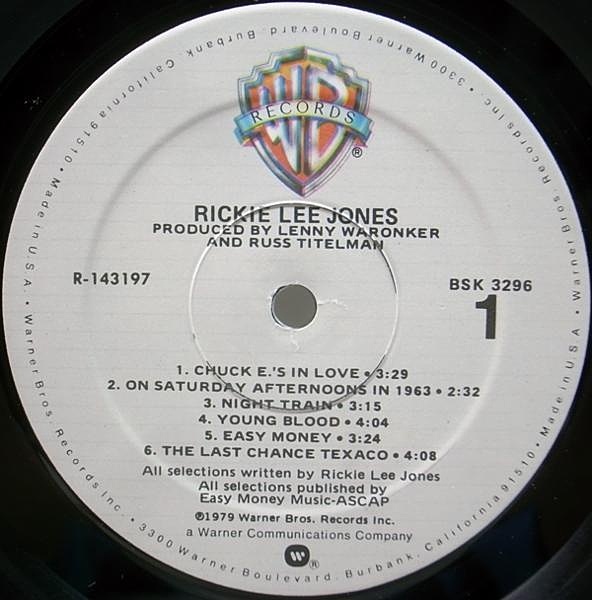 RECORDS
WB
®
RICKIE LEE JONES
PRODUCED BY LENNY WARONKER
AND RUSS TITELMAN
R-143197
BSK 3296
1
1. CHUCK E.'S IN LOVE • 3:29
2. ON SATURDAY AFTERNOONS IN 1963 • 2:32
3. NIGHT TRAIN • 3:15
4. YOUNG BLOOD • 4:04
5. EASY MONEY • 3:24
6. THE LAST CHANCE TEXACO • 4:08
All selections written by Rickie Lee Jones
All selections published by
Easy Money Music-ASCAP
℗1979 Warner Bros. Records Inc.
a Warner Communications Company
W®
Warner Bros. Records Inc. • 3300 Warner Boulevard, Burbank, California 91510 • Made in U.S.A. •
Warner Bros. Records Inc. • 3300 Warner Boulevard, Burbank, California 91510 • Made in U.S.A. •